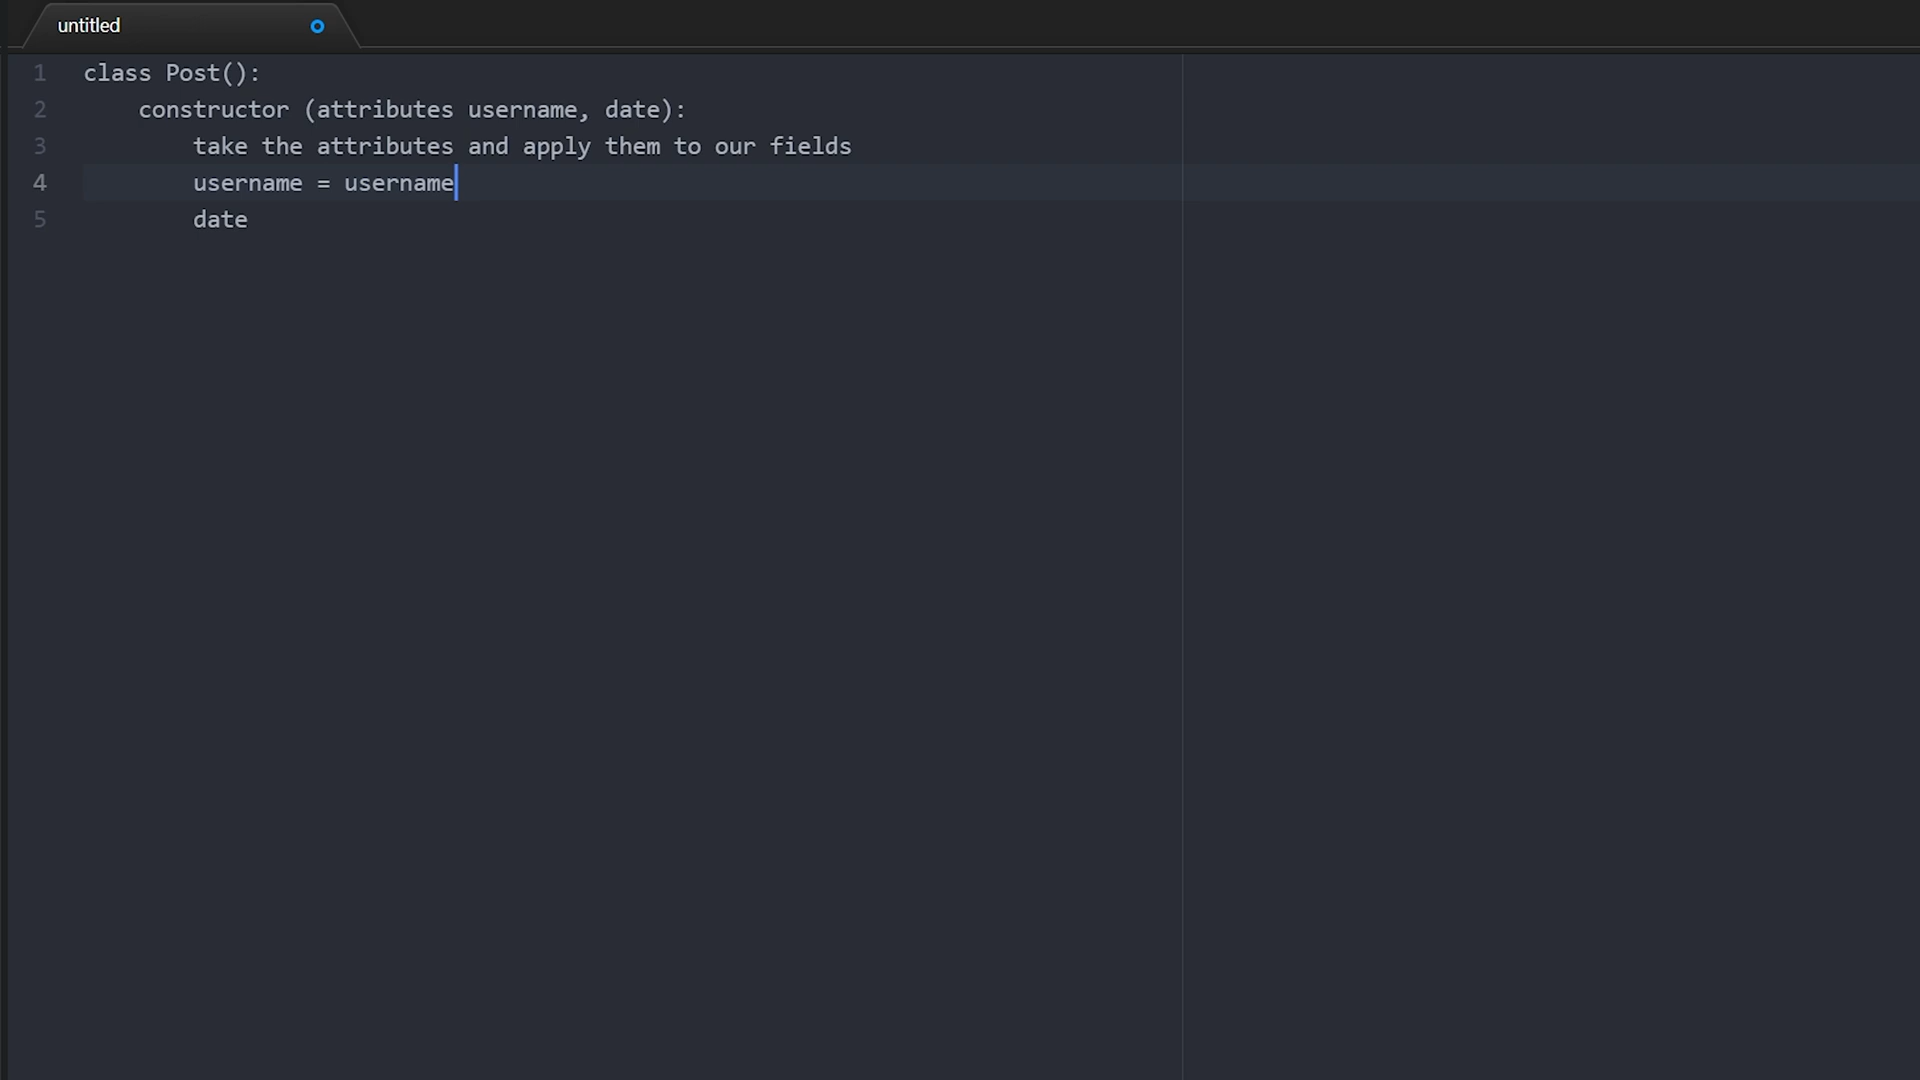 untitled
1 class Post():
2 constructor (attributes username, date):
3 take the attributes and apply them to our fields
4 username = username
5 date